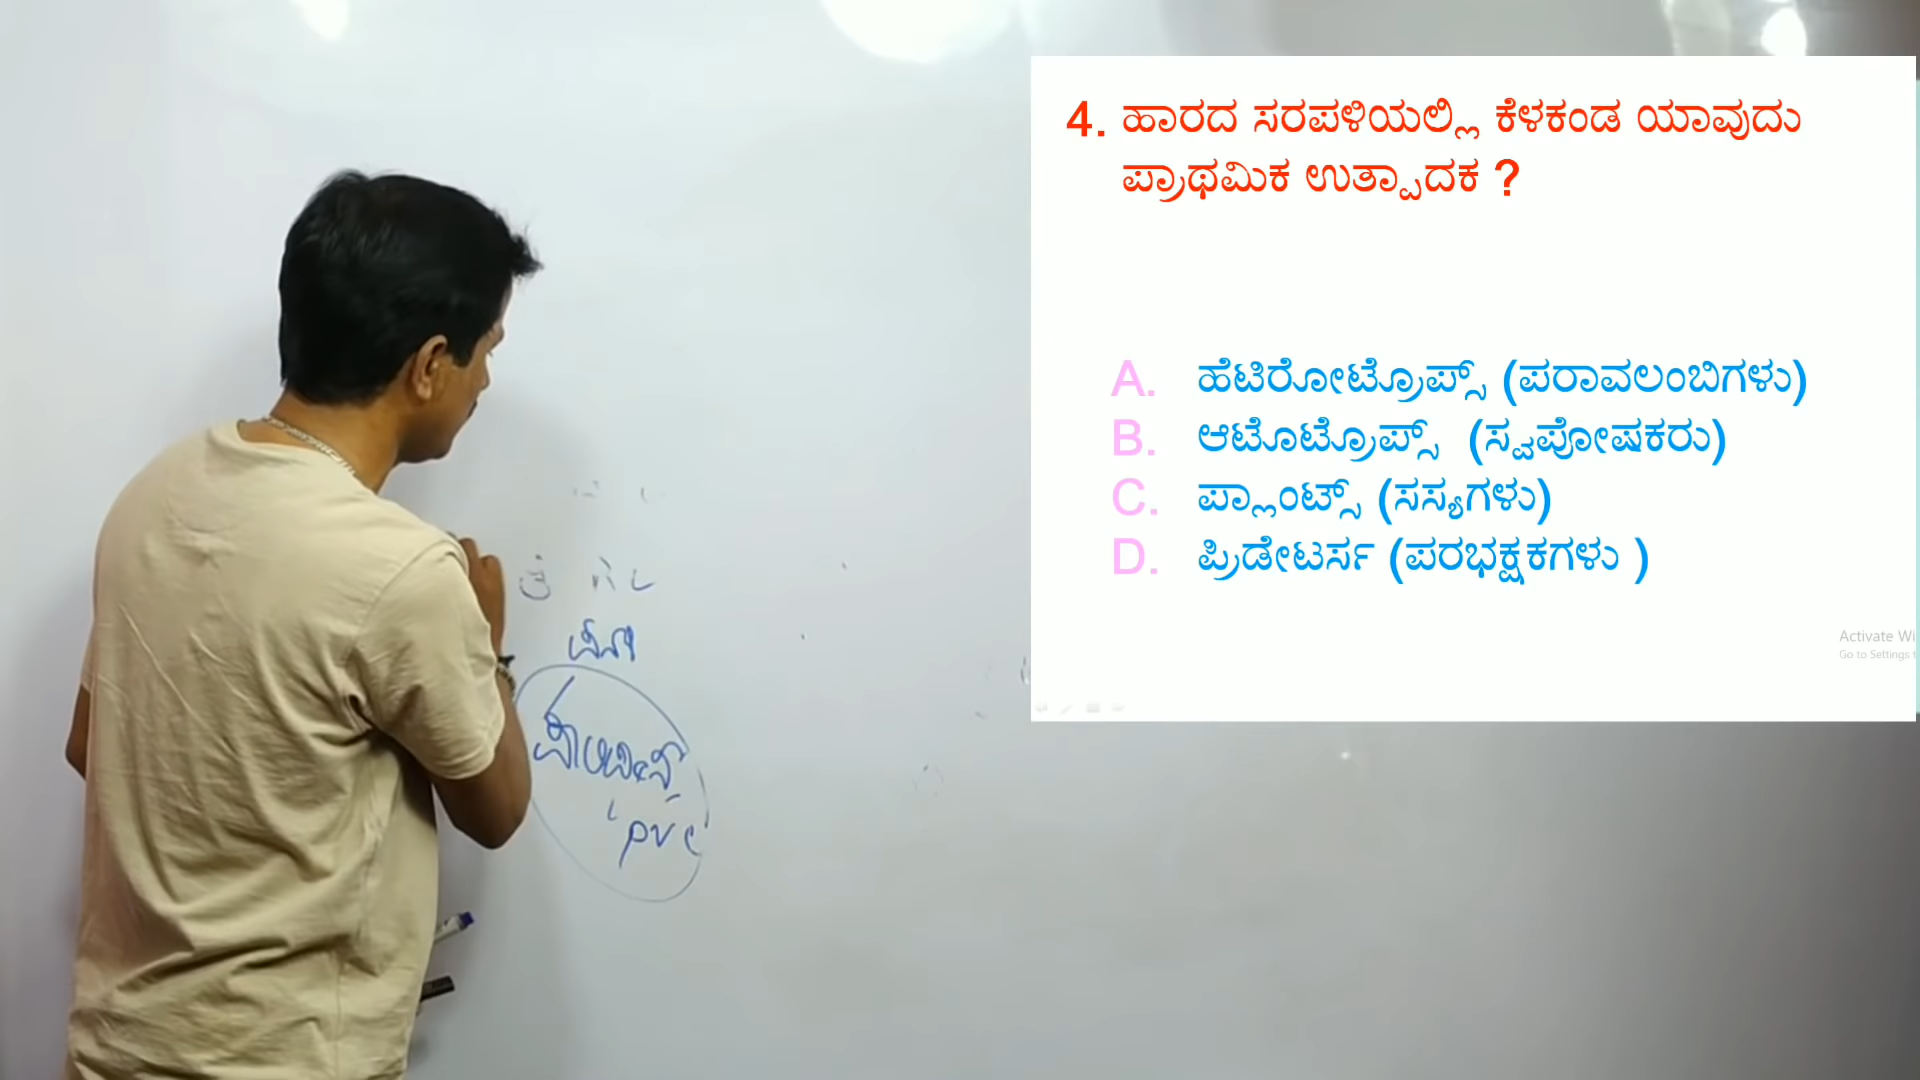 4. ಹಾರದ ಸರಪಳಿಯಲ್ಲಿ ಕೆಳಕಂಡ ಯಾವುದು
ಪ್ರಾಥಮಿಕ ಉತ್ಪಾದಕ ?
A. ಹೆಟಿರೋಟ್ರೊಪ್ಸ್ (ಪರಾವಲಂಬಿಗಳು)
B. ಆಟೊಟ್ರೊಪ್ಸ್ (ಸ್ವಪೋಷಕರು)
C. ಪ್ಲಾಂಟ್ಸ್ (ಸಸ್ಯಗಳು)
D. ಪ್ರಿಡೇಟರ್ಸ (ಪರಭಕ್ಷಕಗಳು )
Activate Wi
Go to Settings t